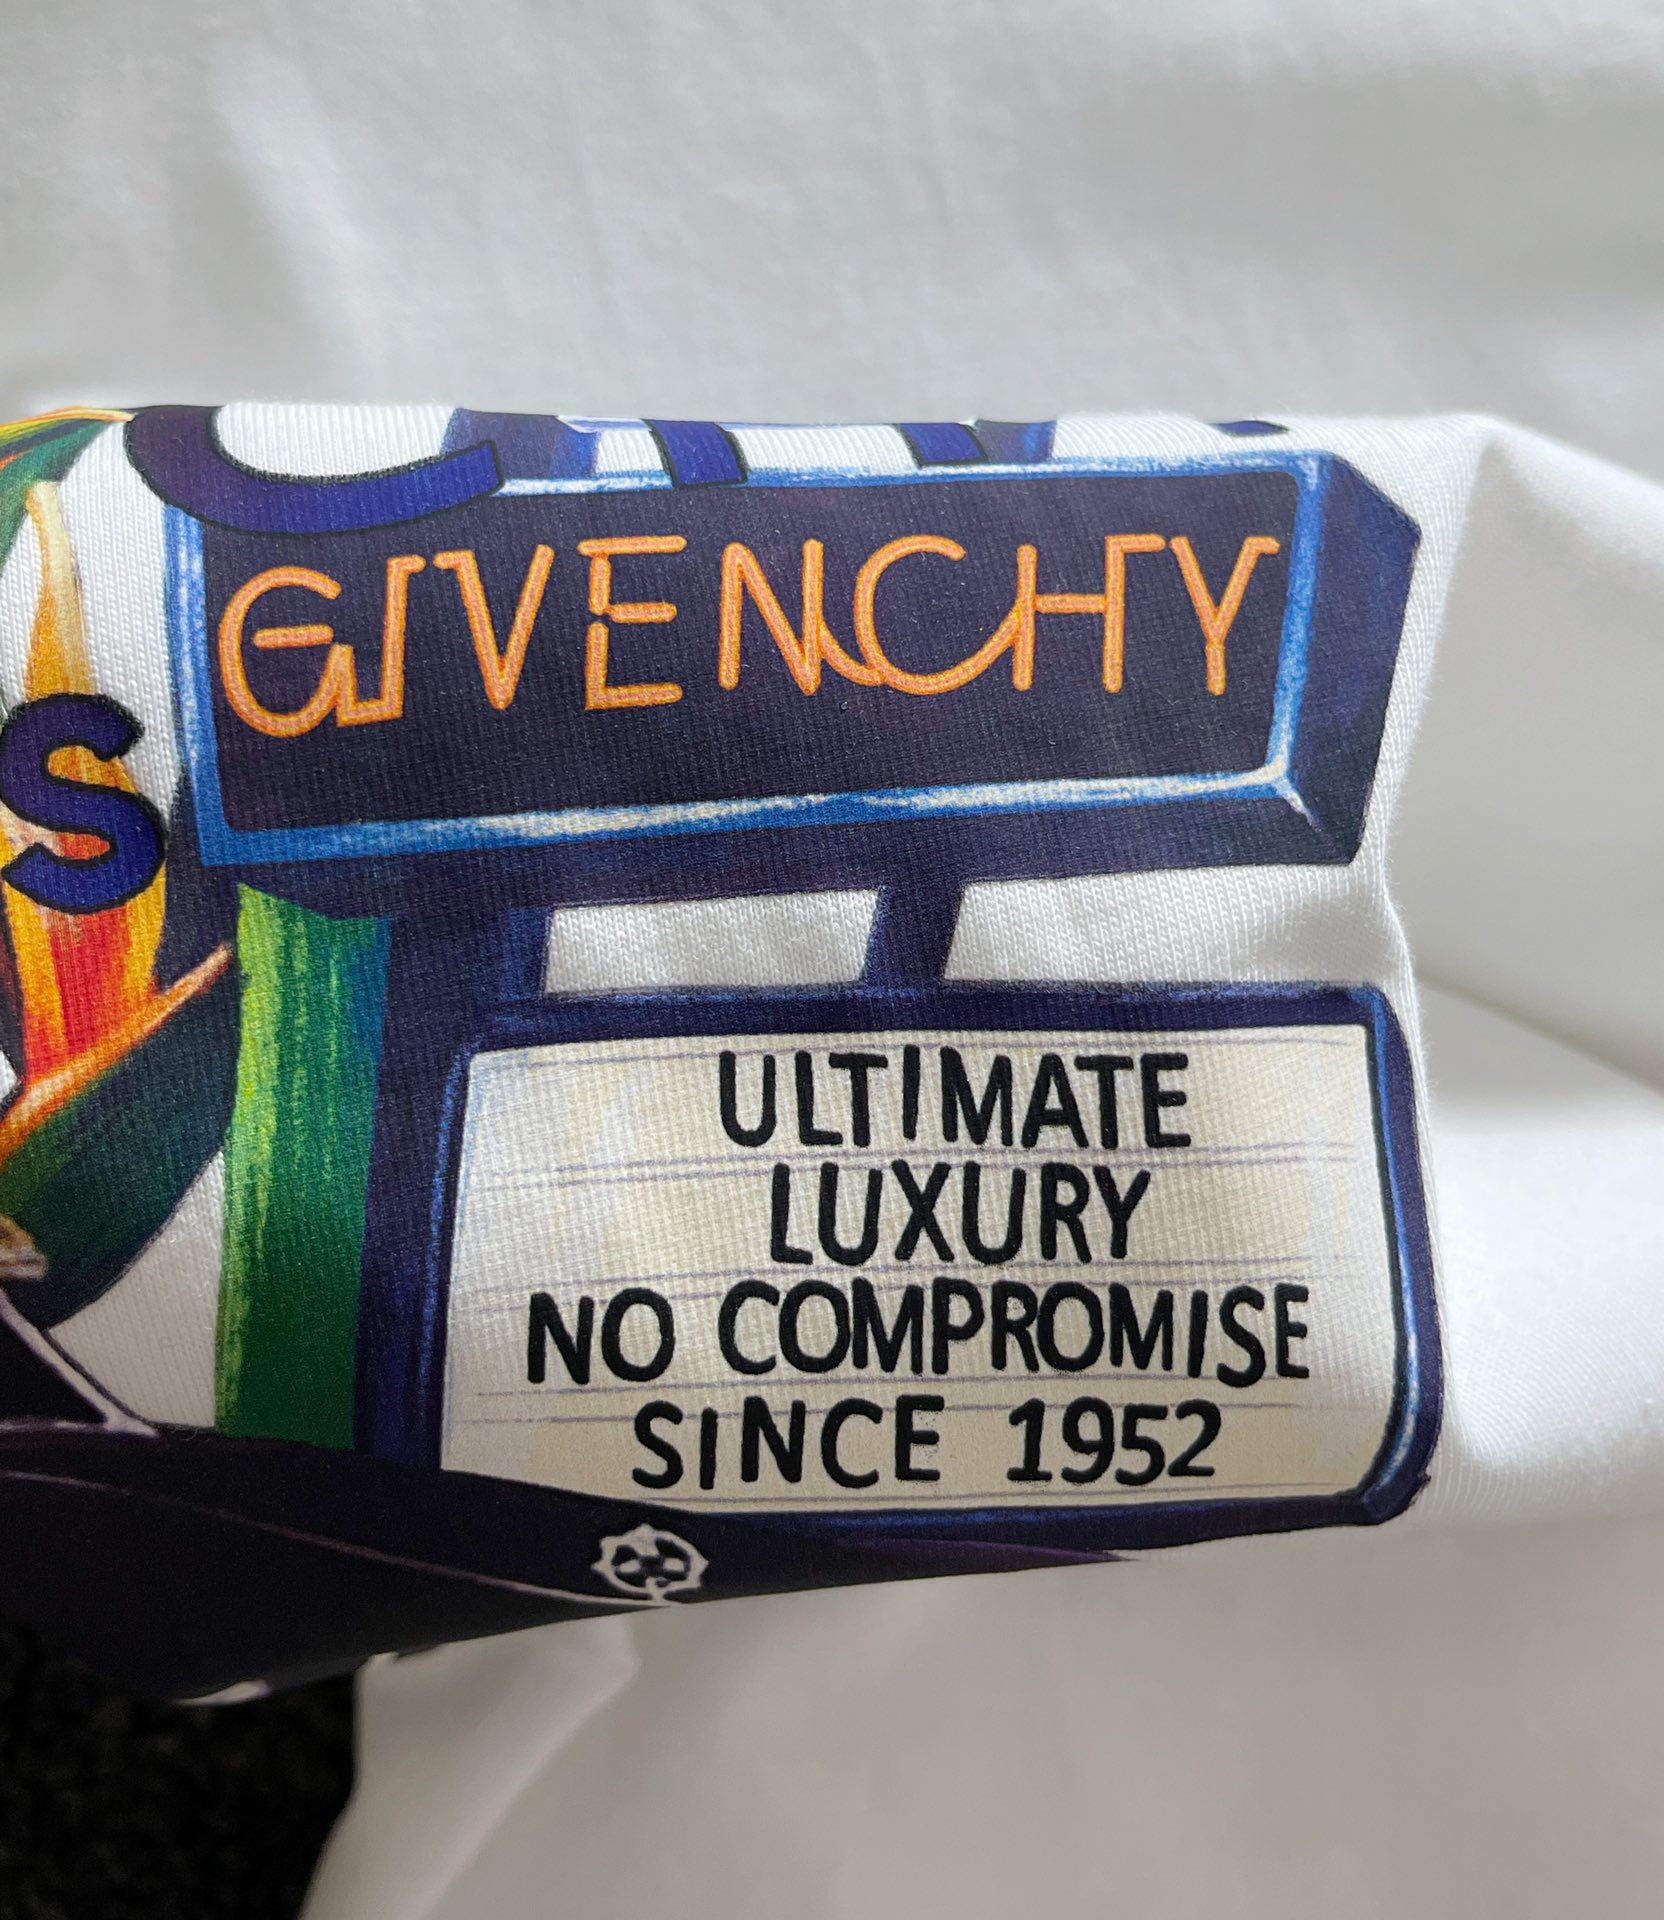 GIVENCHY
S
ULTIMATE
LUXURY
NO COMPROMISE
SINCE 1952